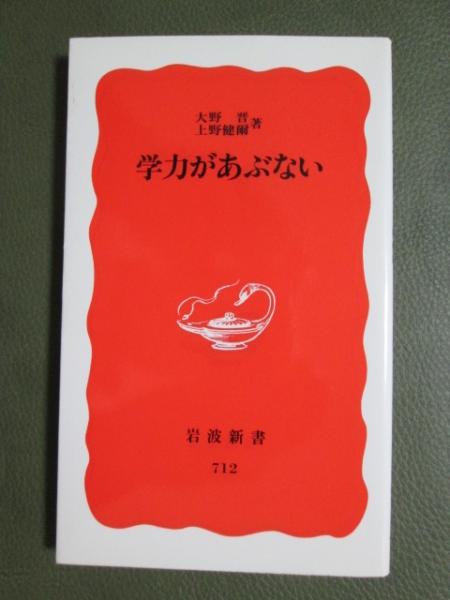 大野 晋
上野健爾 著
学力があぶない
岩波新書
712